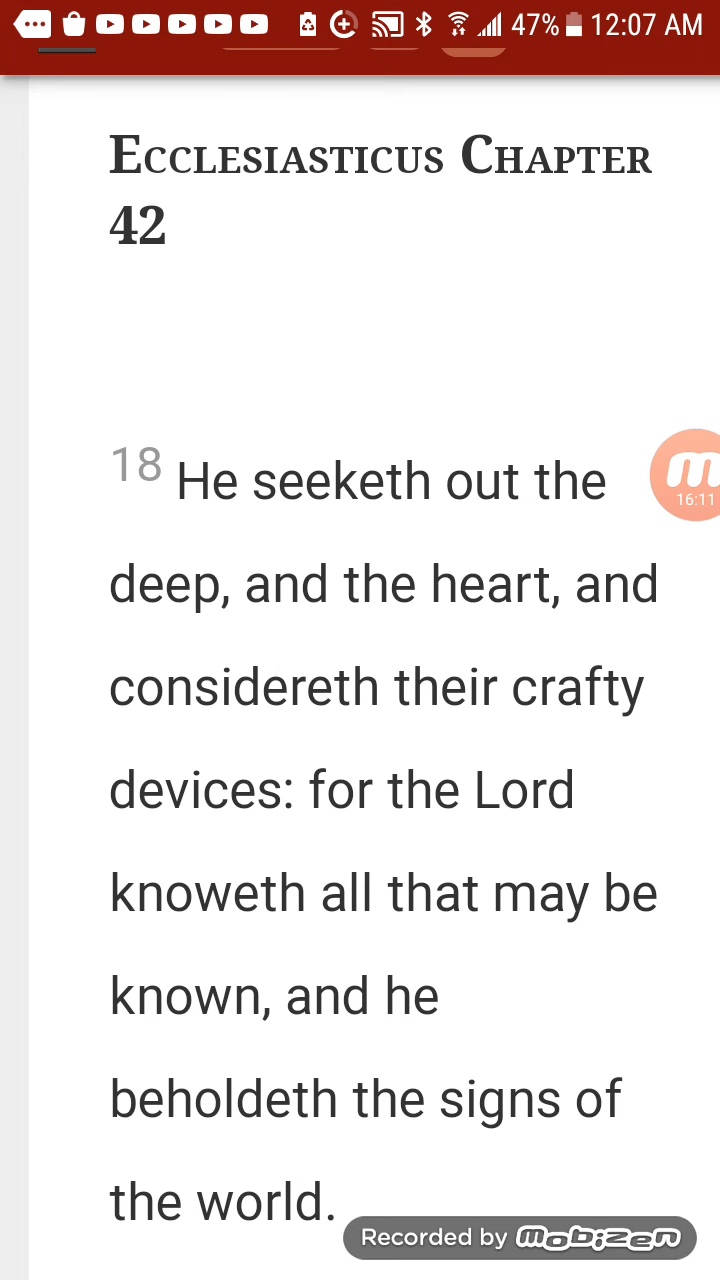 47% 12:07 AM
Ecclesiasticus Chapter
42
18 He seeketh out the
16:11
deep, and the heart, and
considereth their crafty
devices: for the Lord
knoweth all that may be
known, and he
beholdeth the signs of
the world.
Recorded by mobizen